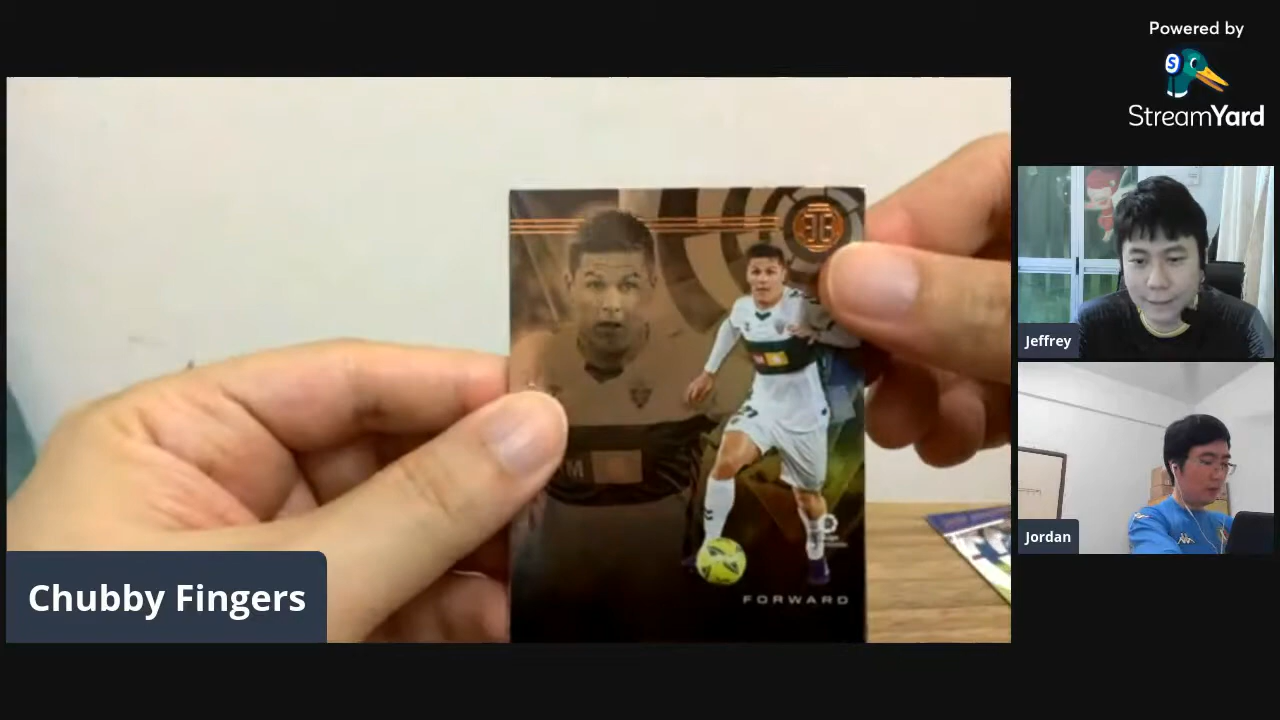 Powered by
S
StreamYard
Jeffrey
FORWARD
Jordan
Chubby Fingers